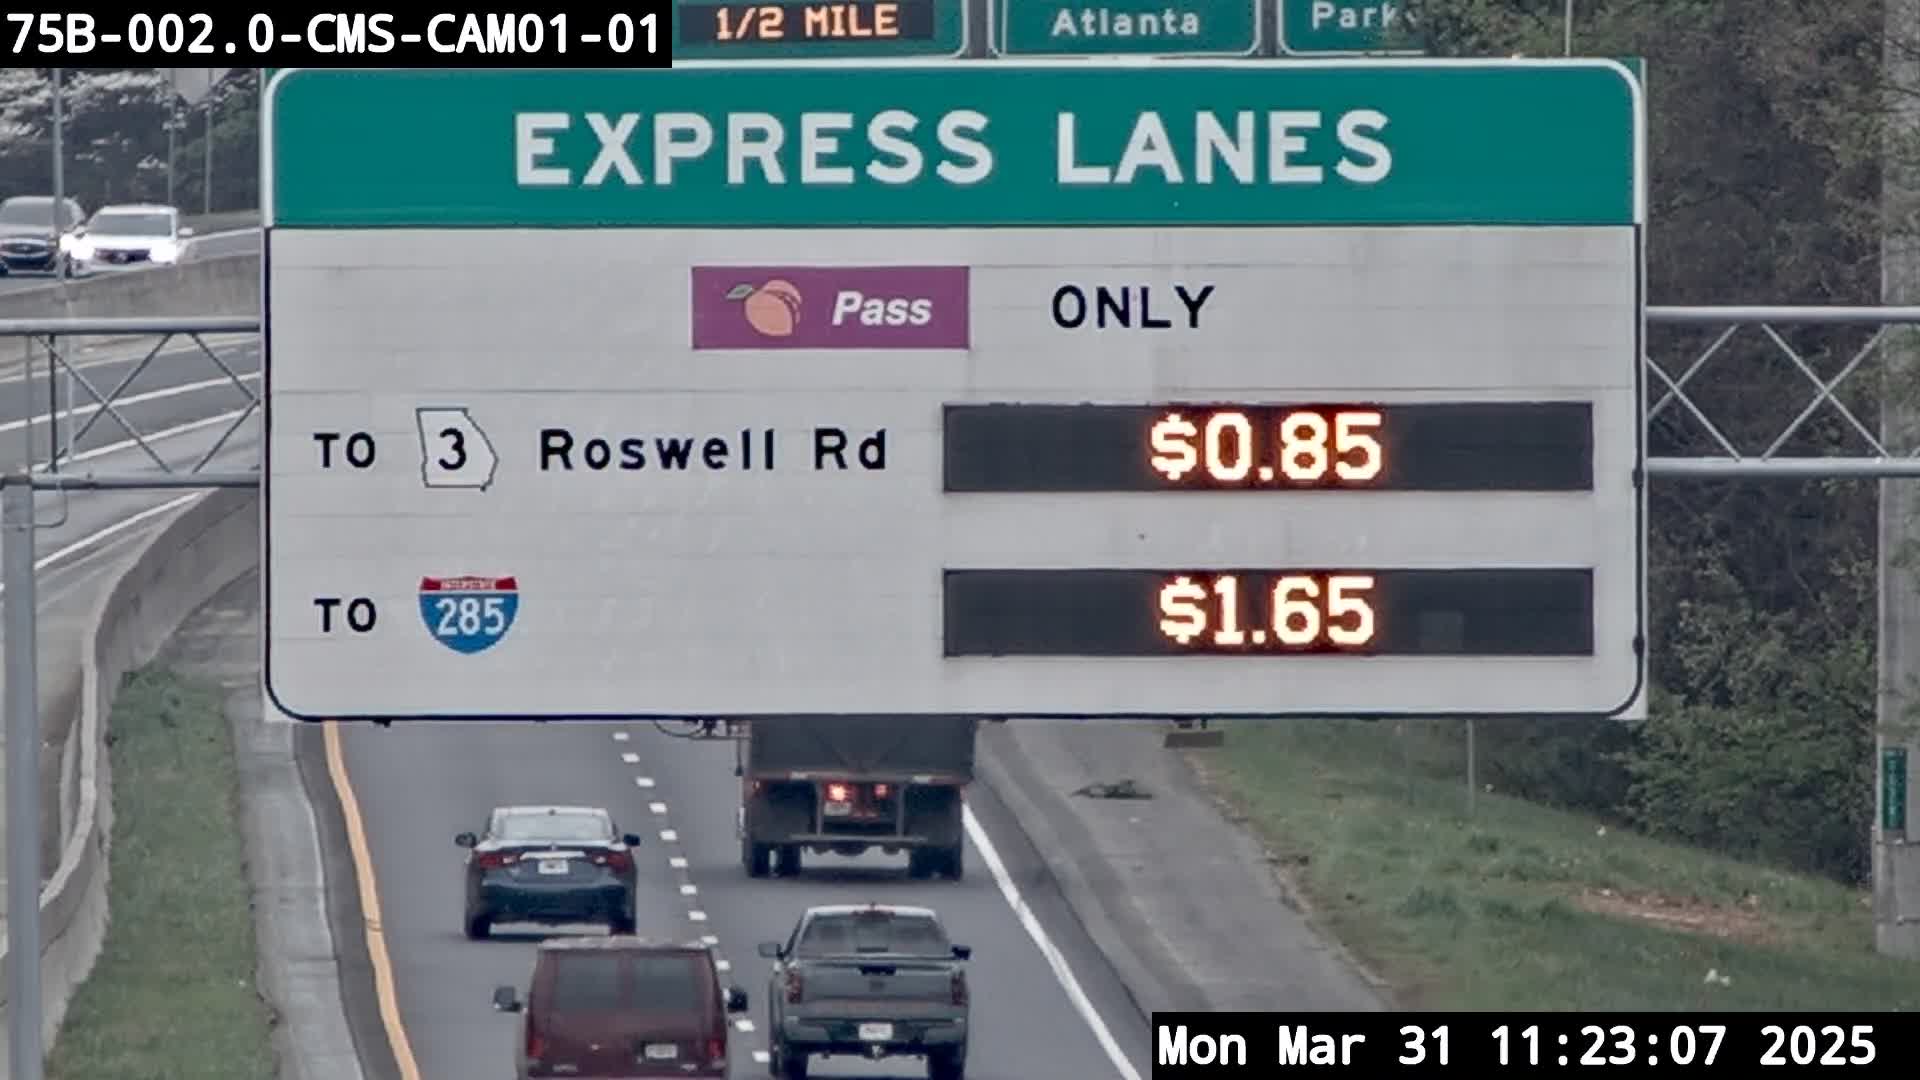 75B-002.0-CMS-CAM01-01
1/2 MILE
Atlanta
EXPRESS LANES
Pass ONLY
TO 3 Roswell Rd $0.85
TO INTERSTATE 285 $1.65
Mon Mar 31 11:23:07 2025